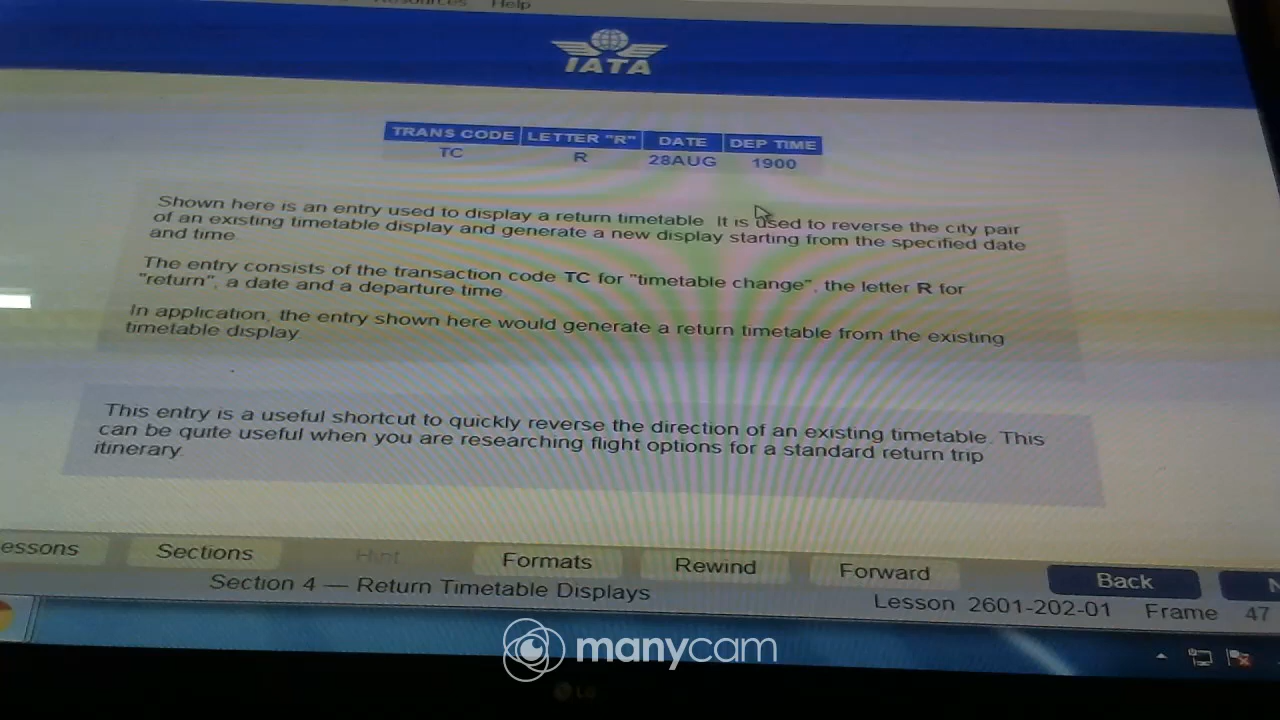 Resources Help
IATA
TRANS CODE LETTER "R" DATE DEP TIME
TC R 28AUG 1900
Shown here is an entry used to display a return timetable. It is used to reverse the city pair
of an existing timetable display and generate a new display starting from the specified date
and time.
The entry consists of the transaction code TC for "timetable change", the letter R for
"return", a date and a departure time.
In application, the entry shown here would generate a return timetable from the existing
timetable display.
This entry is a useful shortcut to quickly reverse the direction of an existing timetable. This
can be quite useful when you are researching flight options for a standard return trip
itinerary.
essons Sections Hint Formats Rewind Forward Back N
Section 4 — Return Timetable Displays
Lesson 2601-202-01 Frame 47
manycam
LG